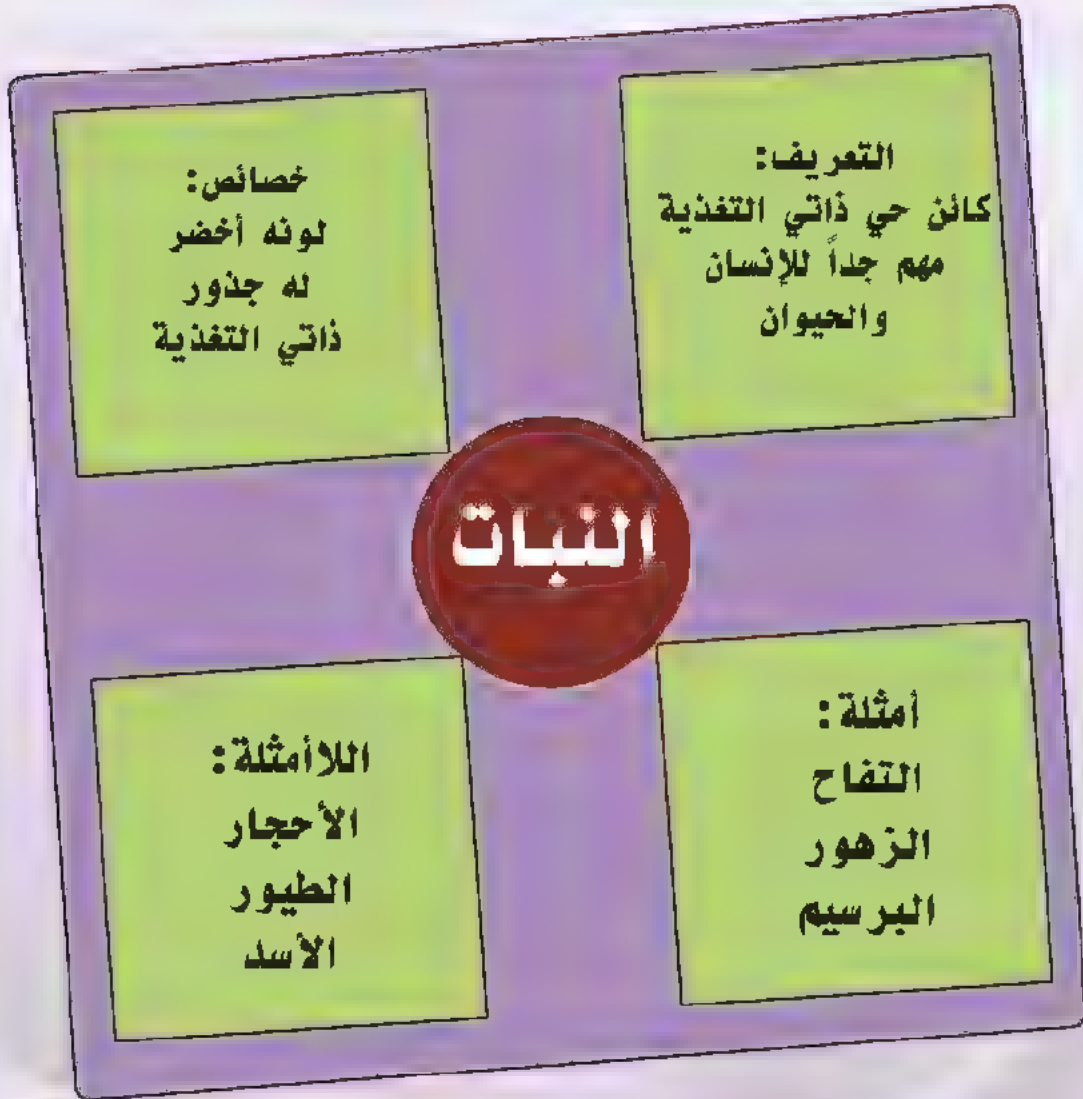 التعريف:
كائن حي ذاتي التغذية
مهم جداً للإنسان
والحيوان
خصائص:
لونه أخضر
له جذور
ذاتي التغذية
النبات
أمثلة:
التفاح
الزهور
البرسيم
اللاأمثلة:
الأحجار
الطيور
الأسد